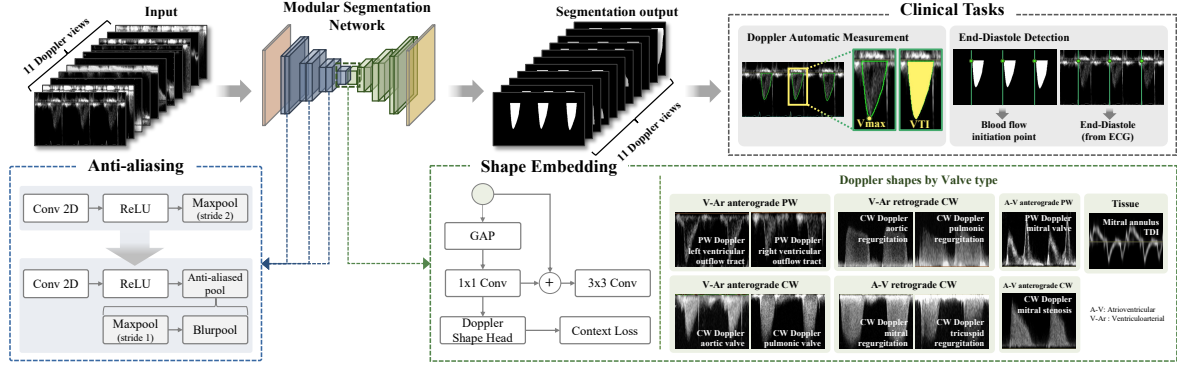 Input
11 Doppler views
Modular Segmentation
Network
Segmentation output
11 Doppler views
Clinical Tasks
Doppler Automatic Measurement
Vmax
VTI
End-Diastole Detection
Blood flow
initiation point
End-Diastole
(from ECG)
Anti-aliasing
Conv 2D
ReLU
Maxpool
(stride 2)
Conv 2D
ReLU
Anti-aliased
pool
Maxpool
(stride 1)
Blurpool
Shape Embedding
GAP
1x1 Conv
+
3x3 Conv
Doppler
Shape Head
Context Loss
Doppler shapes by Valve type
V-Ar anterograde PW
PW Doppler
left ventricular
outflow tract
PW Doppler
right ventricular
outflow tract
V-Ar retrograde CW
CW Doppler
aortic
regurgitation
CW Doppler
pulmonic
regurgitation
A-V anterograde PW
PW Doppler
mitral valve
Tissue
Mitral annulus
TDI
V-Ar anterograde CW
CW Doppler
aortic valve
CW Doppler
pulmonic valve
A-V retrograde CW
CW Doppler
mitral
regurgitation
CW Doppler
tricuspid
regurgitation
A-V anterograde CW
CW Doppler
mitral stenosis
A-V: Atrioventricular
V-Ar : Ventriculoarterial